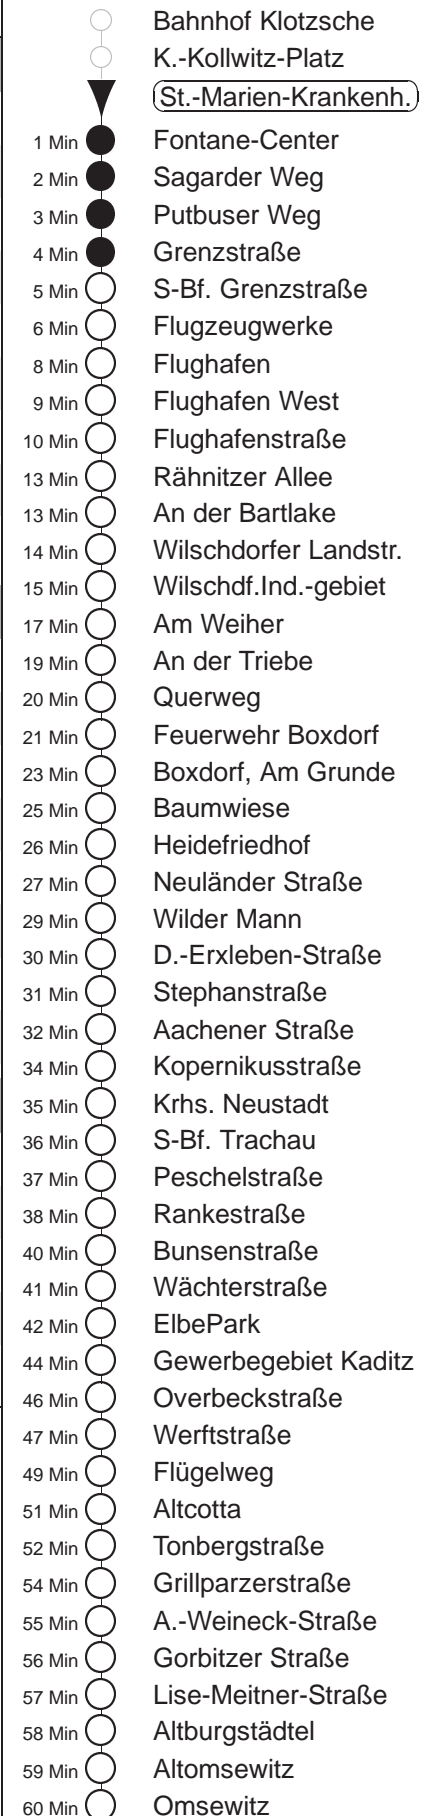 Bahnhof Klotzsche
K.-Kollwitz-Platz
St.-Marien-Krankenh.
1 Min Fontane-Center
2 Min Sagarder Weg
3 Min Putbuser Weg
4 Min Grenzstraße
5 Min S-Bf. Grenzstraße
6 Min Flugzeugwerke
8 Min Flughafen
9 Min Flughafen West
10 Min Flughafenstraße
13 Min Rähnitzer Allee
13 Min An der Bartlake
14 Min Wilschdorfer Landstr.
15 Min Wilschdf.Ind.-gebiet
17 Min Am Weiher
19 Min An der Triebe
20 Min Querweg
21 Min Feuerwehr Boxdorf
23 Min Boxdorf, Am Grunde
25 Min Baumwiese
26 Min Heidefriedhof
27 Min Neuländer Straße
29 Min Wilder Mann
30 Min D.-Erxleben-Straße
31 Min Stephanstraße
32 Min Aachener Straße
34 Min Kopernikusstraße
35 Min Krhs. Neustadt
36 Min S-Bf. Trachau
37 Min Peschelstraße
38 Min Rankestraße
40 Min Bunsenstraße
41 Min Wächterstraße
42 Min ElbePark
44 Min Gewerbegebiet Kaditz
46 Min Overbeckstraße
47 Min Werftstraße
49 Min Flügelweg
51 Min Altcotta
52 Min Tonbergstraße
54 Min Grillparzerstraße
55 Min A.-Weineck-Straße
56 Min Gorbitzer Straße
57 Min Lise-Meitner-Straße
58 Min Altburgstädtel
59 Min Altomsewitz
60 Min Omsewitz